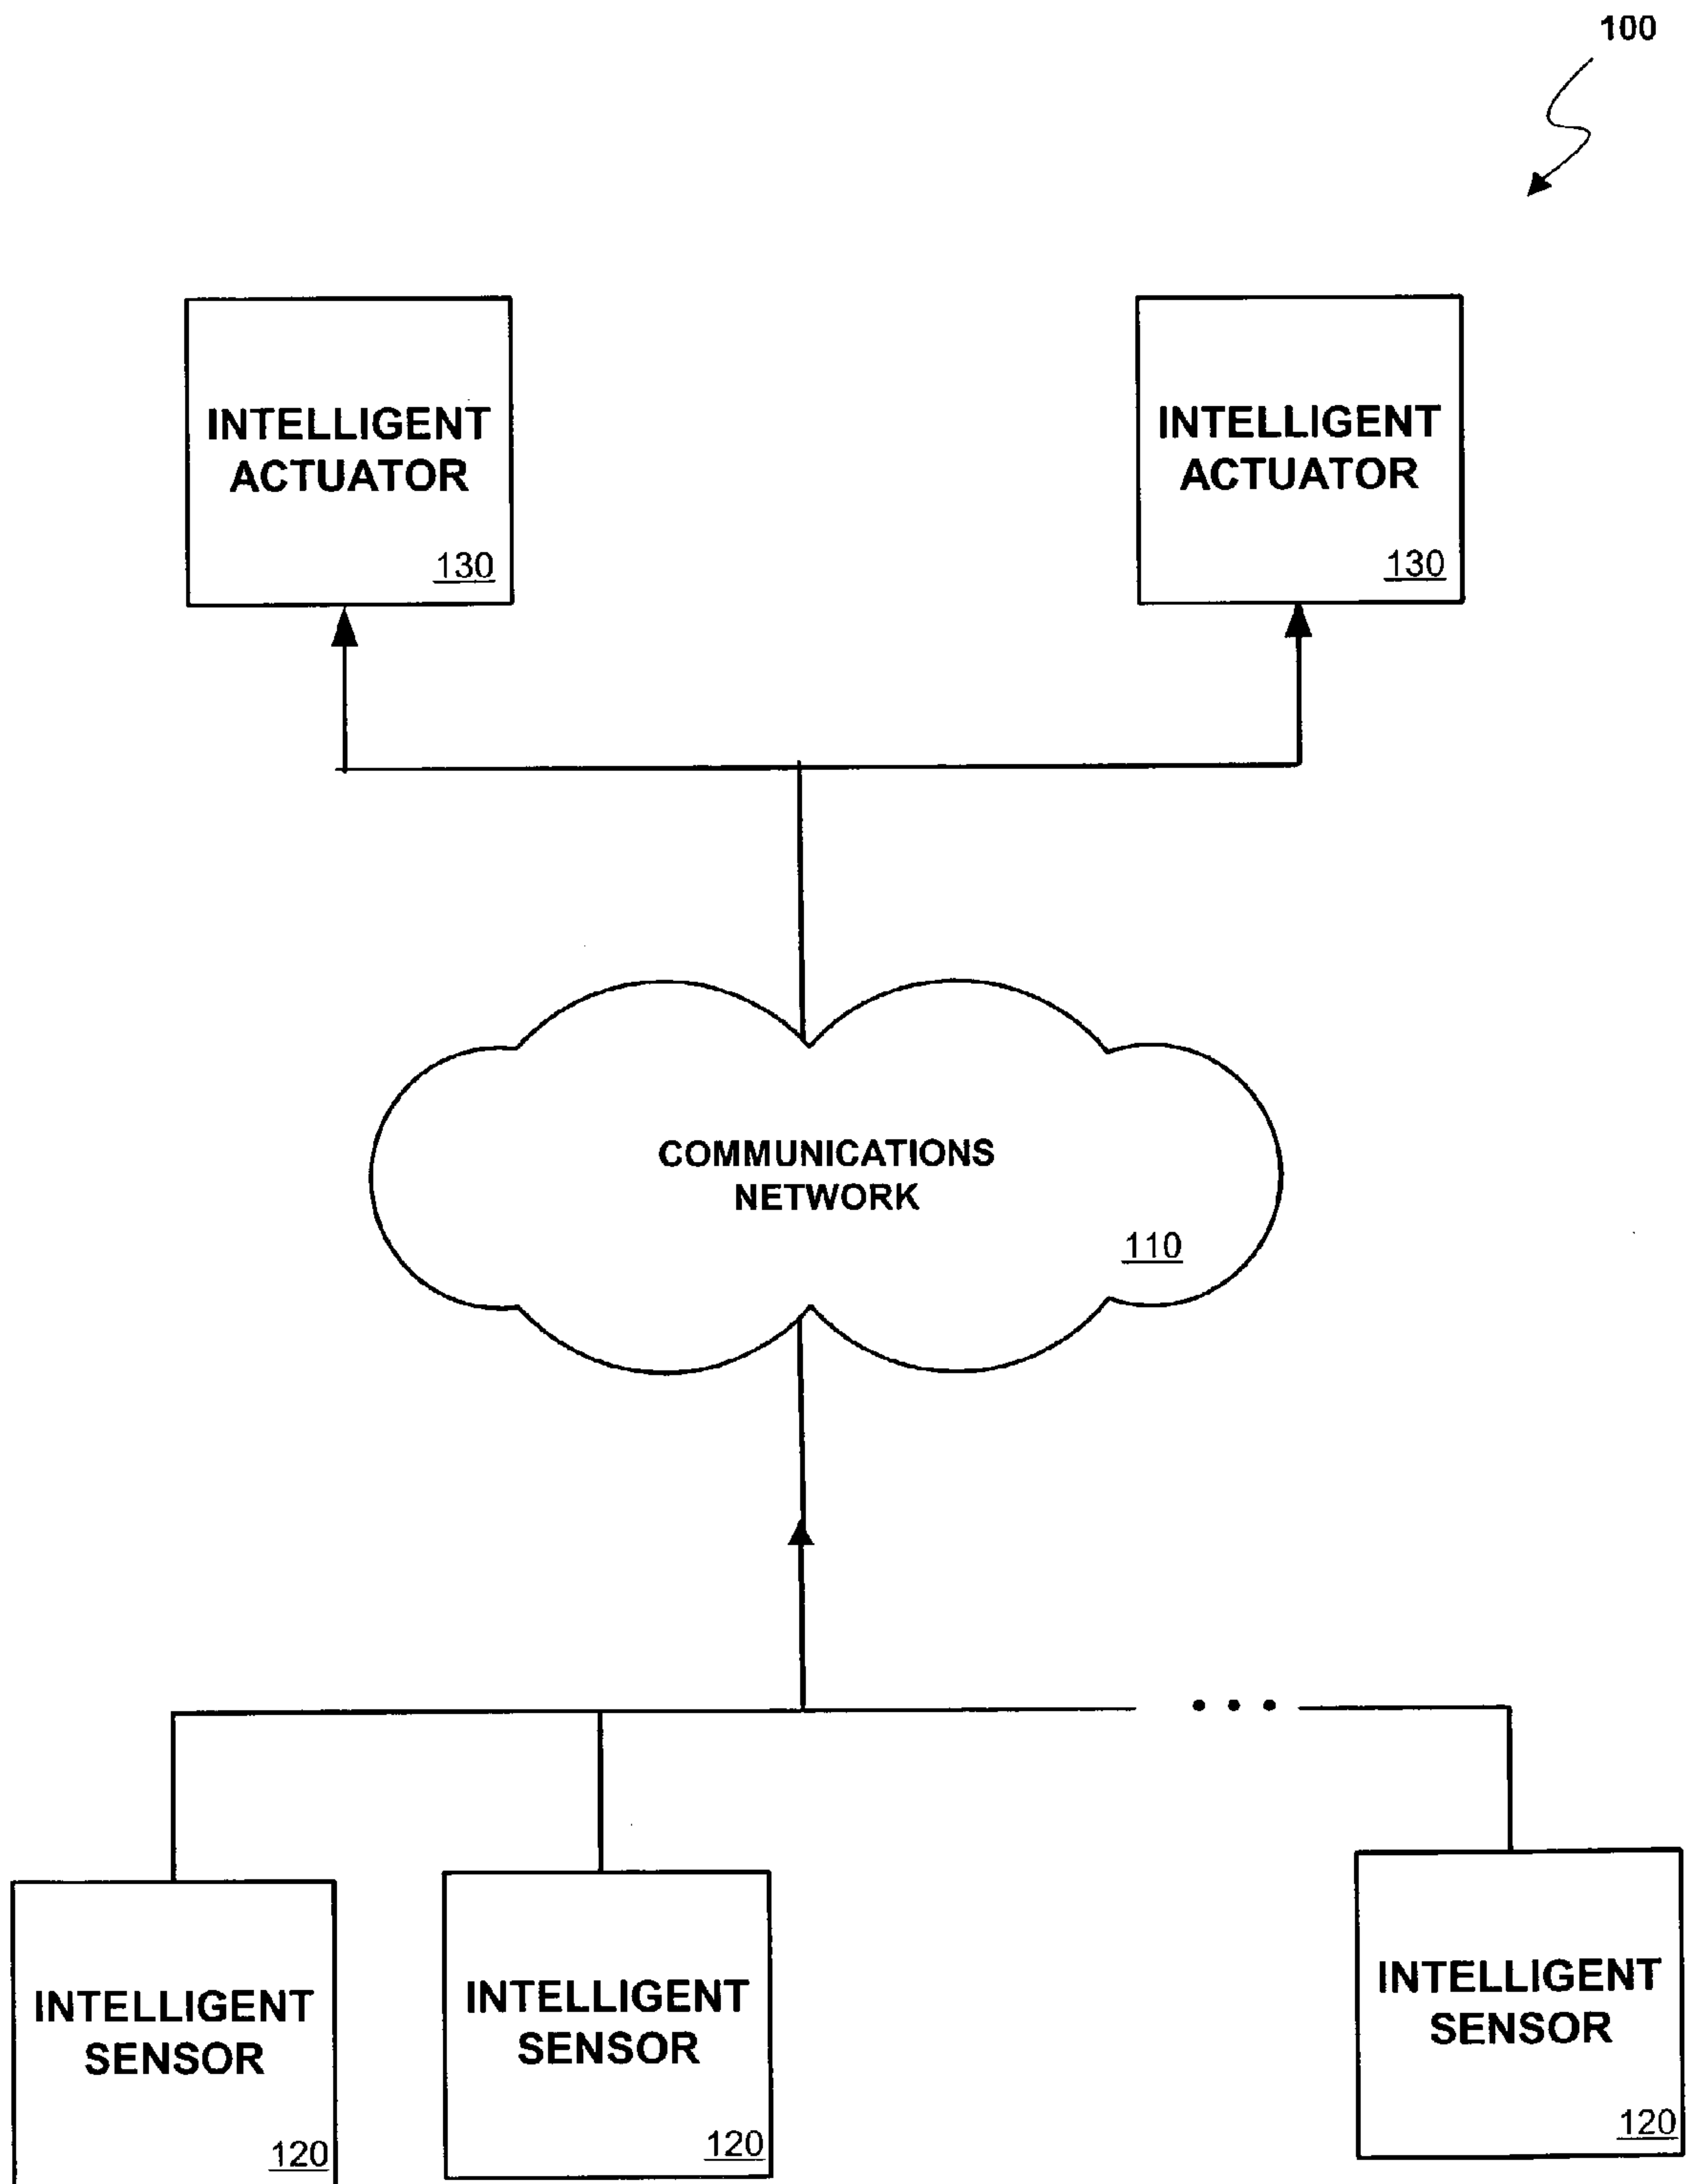 100
INTELLIGENT
ACTUATOR
130
INTELLIGENT
ACTUATOR
130
COMMUNICATIONS
NETWORK
110
INTELLIGENT
SENSOR
120
INTELLIGENT
SENSOR
120
INTELLIGENT
SENSOR
120